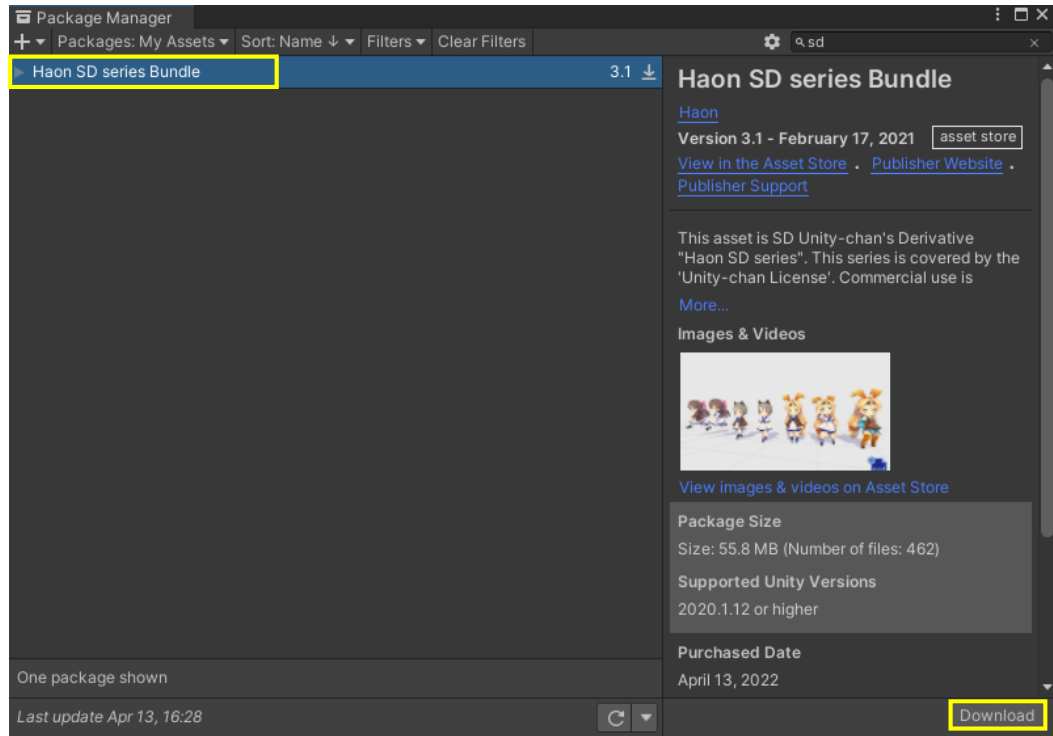 Package Manager
Packages: My Assets Sort: Name ↓ Filters Clear Filters sd
Haon SD series Bundle 3.1
Haon SD series Bundle
Haon
Version 3.1 - February 17, 2021 asset store
View in the Asset Store . Publisher Website .
Publisher Support
This asset is SD Unity-chan's Derivative
"Haon SD series". This series is covered by the
'Unity-chan License'. Commercial use is
More...
Images & Videos
View images & videos on Asset Store
Package Size
Size: 55.8 MB (Number of files: 462)
Supported Unity Versions
2020.1.12 or higher
Purchased Date
April 13, 2022
One package shown
Last update Apr 13, 16:28
Download